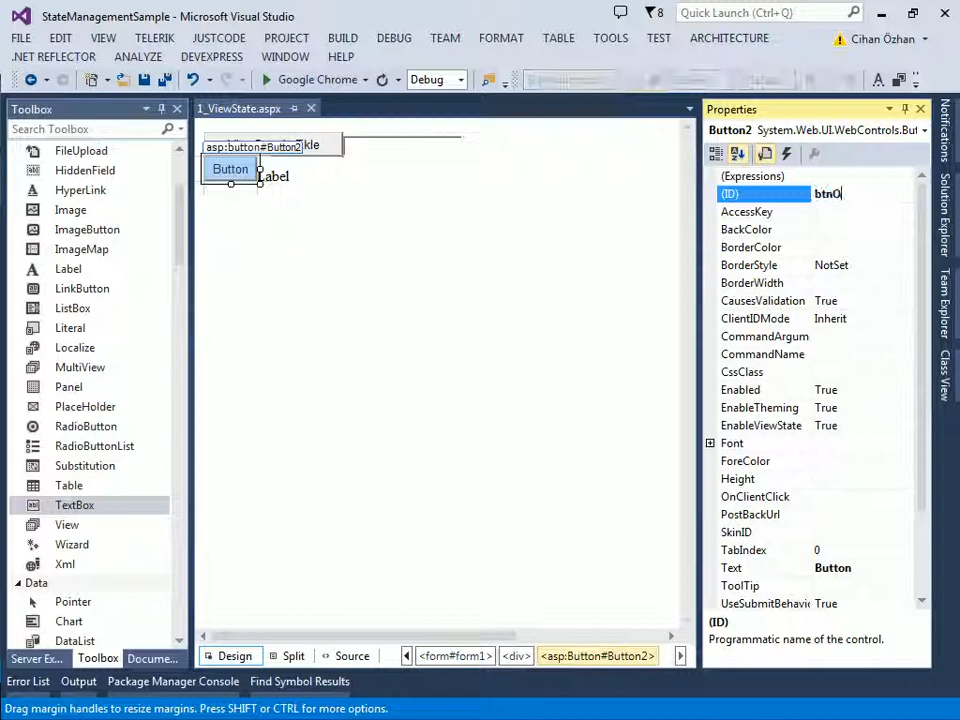 StateManagementSample - Microsoft Visual Studio
8
Quick Launch (Ctrl+Q)
FILE EDIT VIEW TELERIK JUSTCODE PROJECT BUILD DEBUG TEAM FORMAT TABLE TOOLS TEST ARCHITECTURE
Cihan Özhan
.NET REFLECTOR ANALYZE DEVEXPRESS WINDOW HELP
Google Chrome
Debug
A
Toolbox
Search Toolbox
FileUpload
HiddenField
HyperLink
Image
ImageButton
ImageMap
A Label
LinkButton
ListBox
Literal
Localize
MultiView
Panel
PlaceHolder
RadioButton
RadioButtonList
Substitution
Table
TextBox
View
Wizard
Xml
Data
Pointer
Chart
DataList
Server Ex... Toolbox Docume...
1_ViewState.aspx
asp:button#Button2
kle
Button
Label
Design Split Source
<form#form1> <div> <asp:Button#Button2>
Properties
Button2 System.Web.UI.WebControls.But
(Expressions)
(ID) btnO
AccessKey
BackColor
BorderColor
BorderStyle NotSet
BorderWidth
CausesValidation True
ClientIDMode Inherit
CommandArgum
CommandName
CssClass
Enabled True
EnableTheming True
EnableViewState True
Font
ForeColor
Height
OnClientClick
PostBackUrl
SkinID
TabIndex 0
Text Button
ToolTip
UseSubmitBehavic True
(ID)
Programmatic name of the control.
Notifications
Solution Explorer
Team Explorer
Class View
Error List Output Package Manager Console Find Symbol Results
Drag margin handles to resize margins. Press SHIFT or CTRL for more options.